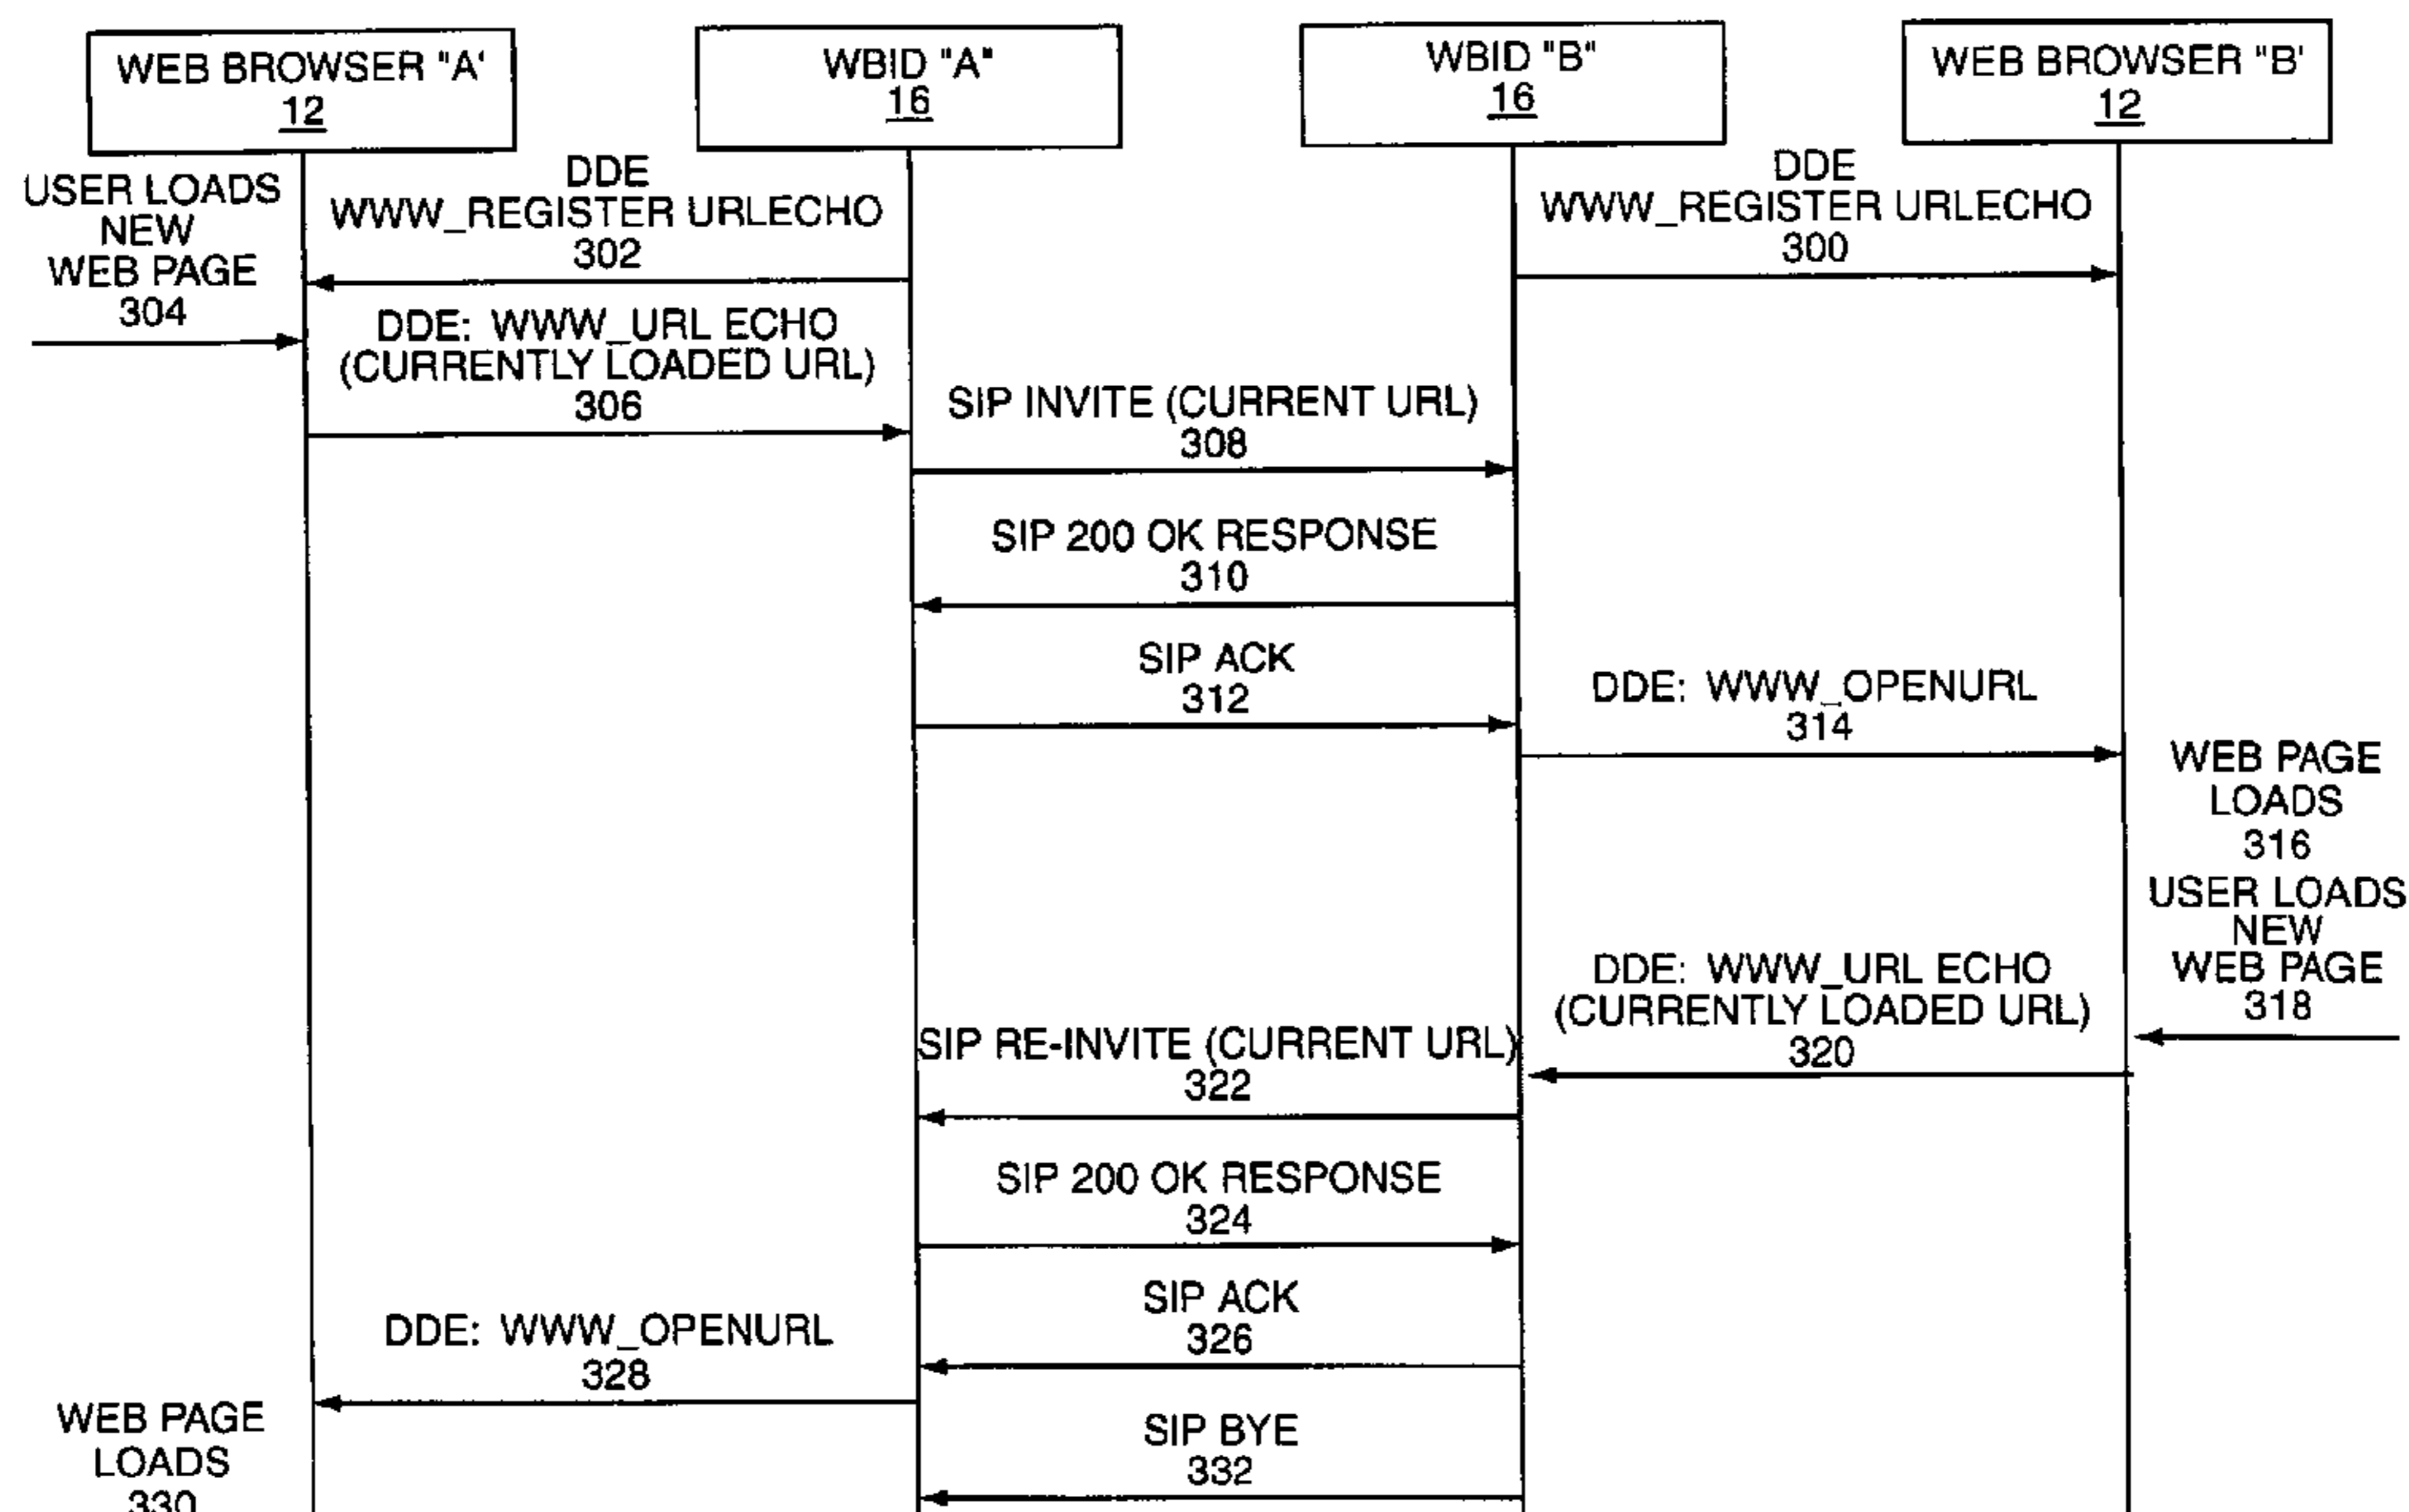 WEB BROWSER "A'
12
WBID "A"
16
WBID "B"
16
WEB BROWSER "B'
12
USER LOADS
NEW
WEB PAGE
304
DDE
WWW_REGISTER URLECHO
302
DDE
WWW_REGISTER URLECHO
300
DDE: WWW_URL ECHO
(CURRENTLY LOADED URL)
306
SIP INVITE (CURRENT URL)
308
SIP 200 OK RESPONSE
310
SIP ACK
312
DDE: WWW_OPENURL
314
WEB PAGE
LOADS
316
USER LOADS
NEW
WEB PAGE
318
DDE: WWW_URL ECHO
(CURRENTLY LOADED URL)
320
SIP RE-INVITE (CURRENT URL)
322
SIP 200 OK RESPONSE
324
SIP ACK
326
DDE: WWW_OPENURL
328
WEB PAGE
LOADS
330
SIP BYE
332